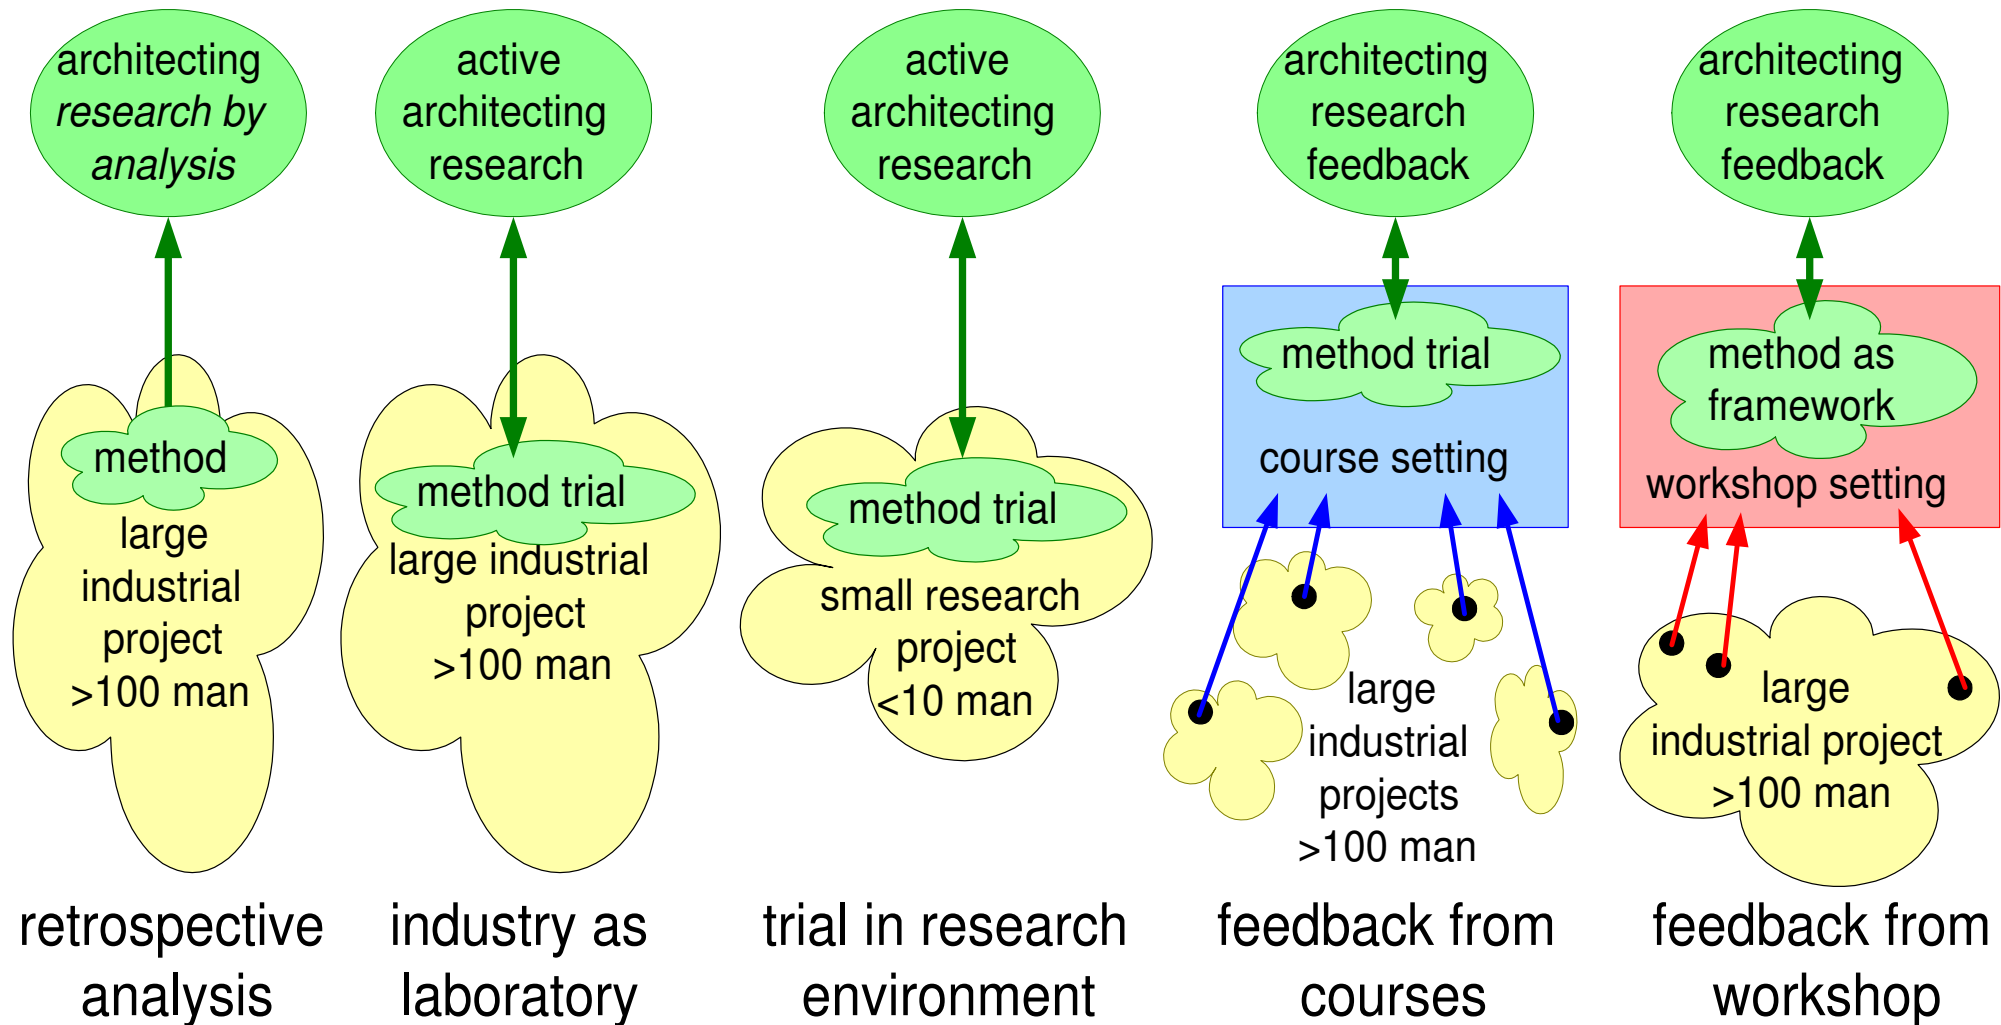 architecting
research by
analysis
method
large
industrial
project
>100 man
retrospective
analysis
active
architecting
research
method trial
large industrial
project
>100 man
industry as
laboratory
active
architecting
research
method trial
small research
project
<10 man
trial in research
environment
architecting
research
feedback
method trial
course setting
large
industrial
projects
>100 man
feedback from
courses
architecting
research
feedback
method as
framework
workshop setting
large
industrial project
>100 man
feedback from
workshop